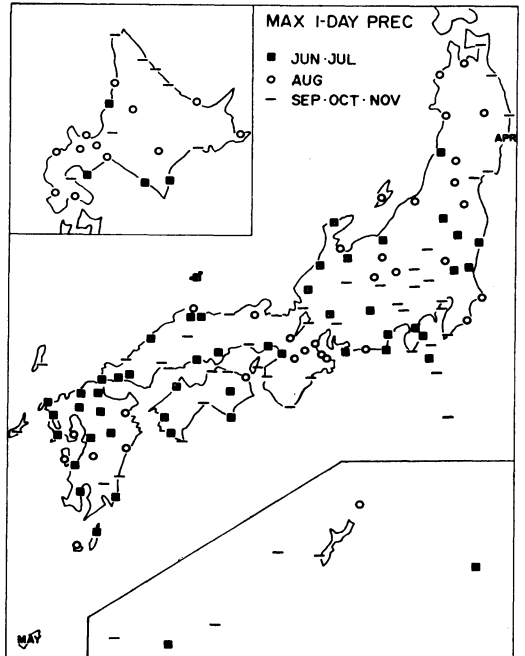 MAX 1-DAY PREC
JUN·JUL
AUG
SEP·OCT·NOV
APR
MAY